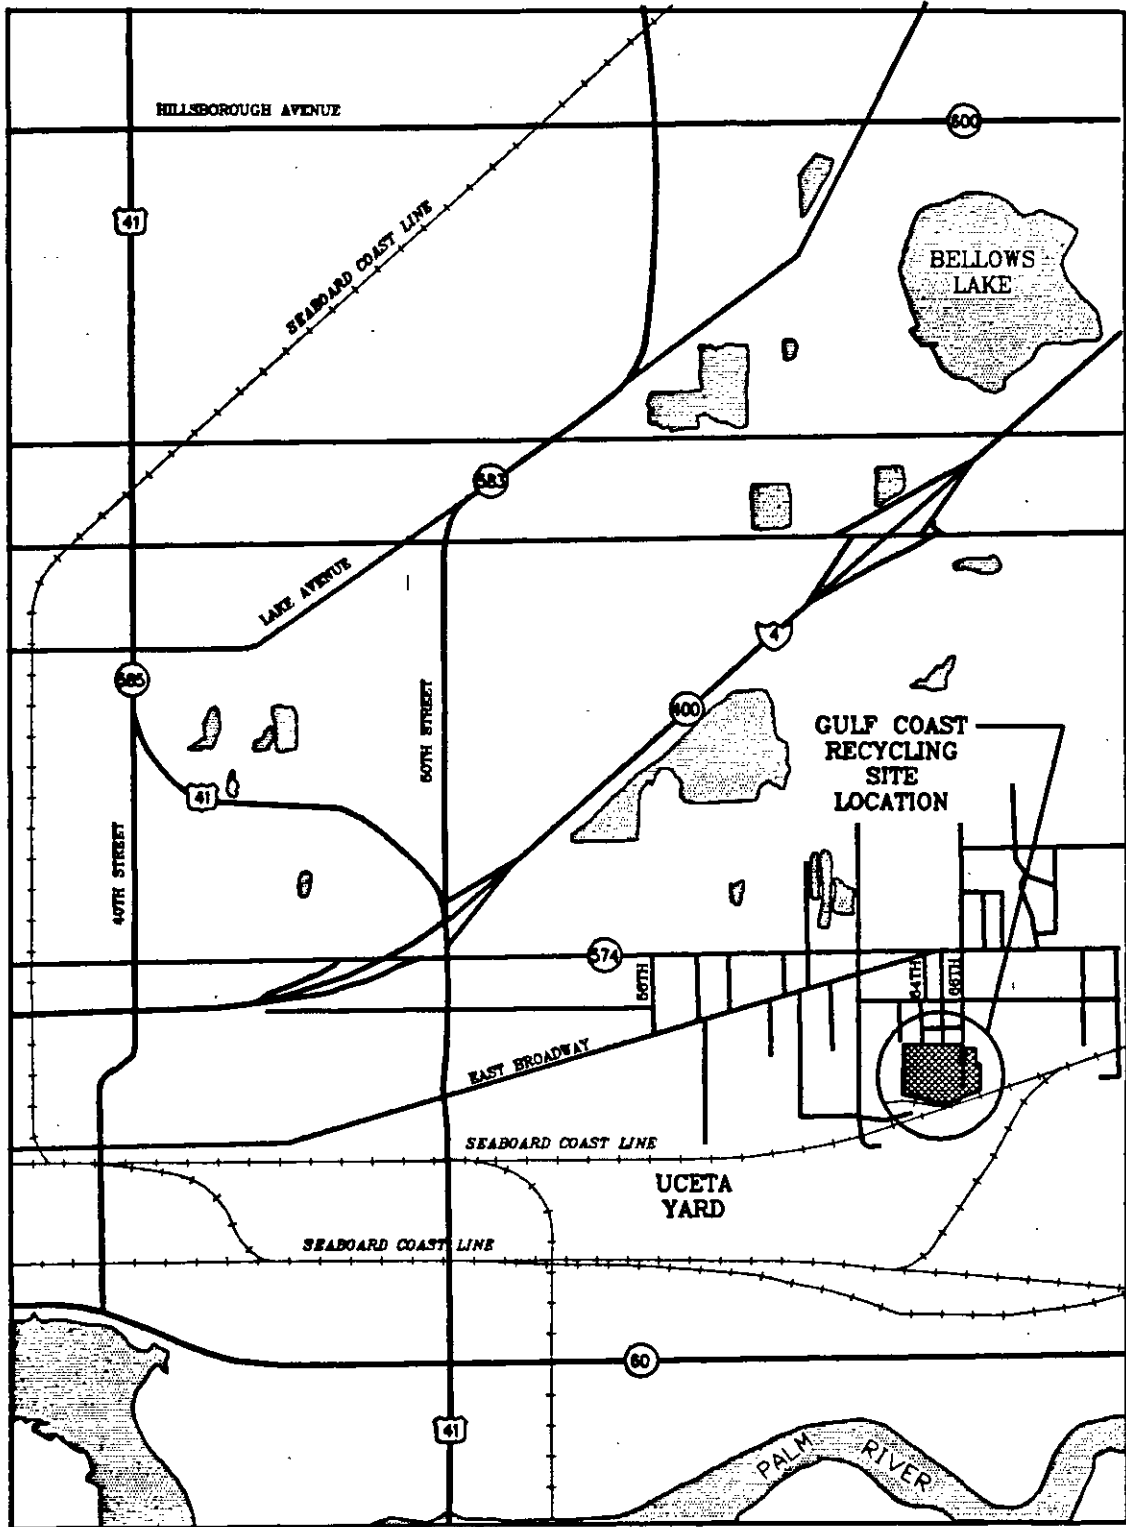 HILLSBOROUGH AVENUE
600
41
SEABOARD COAST LINE
BELLOWS
LAKE
583
LAKE AVENUE
4
585
50TH STREET
400
GULF COAST
RECYCLING
SITE
LOCATION
41
40TH STREET
574
56TH
64TH
66TH
EAST BROADWAY
SEABOARD COAST LINE
UCETA
YARD
SEABOARD COAST LINE
60
41
PALM RIVER